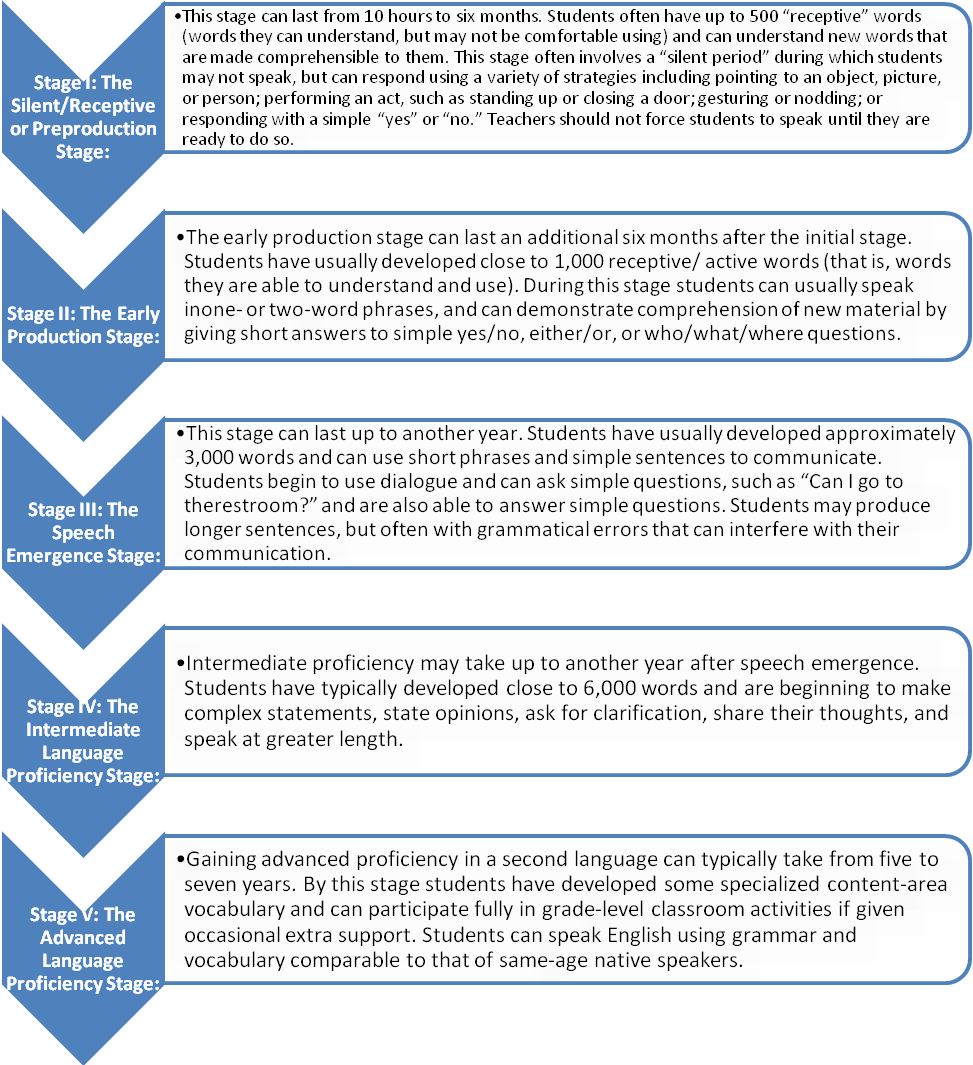 Stage I: The
Silent/Receptive
or Preproduction
Stage:
•This stage can last from 10 hours to six months. Students often have up to 500 “receptive” words
(words they can understand, but may not be comfortable using) and can understand new words that
are made comprehensible to them. This stage often involves a “silent period” during which students
may not speak, but can respond using a variety of strategies including pointing to an object, picture,
or person; performing an act, such as standing up or closing a door; gesturing or nodding; or
responding with a simple “yes” or “no.” Teachers should not force students to speak until they are
ready to do so.
Stage II: The Early
Production Stage:
•The early production stage can last an additional six months after the initial stage.
Students have usually developed close to 1,000 receptive/ active words (that is, words
they are able to understand and use). During this stage students can usually speak
inone- or two-word phrases, and can demonstrate comprehension of new material by
giving short answers to simple yes/no, either/or, or who/what/where questions.
Stage III: The
Speech
Emergence Stage:
•This stage can last up to another year. Students have usually developed approximately
3,000 words and can use short phrases and simple sentences to communicate.
Students begin to use dialogue and can ask simple questions, such as “Can I go to
therestroom?” and are also able to answer simple questions. Students may produce
longer sentences, but often with grammatical errors that can interfere with their
communication.
Stage IV: The
Intermediate
Language
Proficiency Stage:
•Intermediate proficiency may take up to another year after speech emergence.
Students have typically developed close to 6,000 words and are beginning to make
complex statements, state opinions, ask for clarification, share their thoughts, and
speak at greater length.
Stage V: The
Advanced
Language
Proficiency Stage:
•Gaining advanced proficiency in a second language can typically take from five to
seven years. By this stage students have developed some specialized content-area
vocabulary and can participate fully in grade-level classroom activities if given
occasional extra support. Students can speak English using grammar and
vocabulary comparable to that of same-age native speakers.